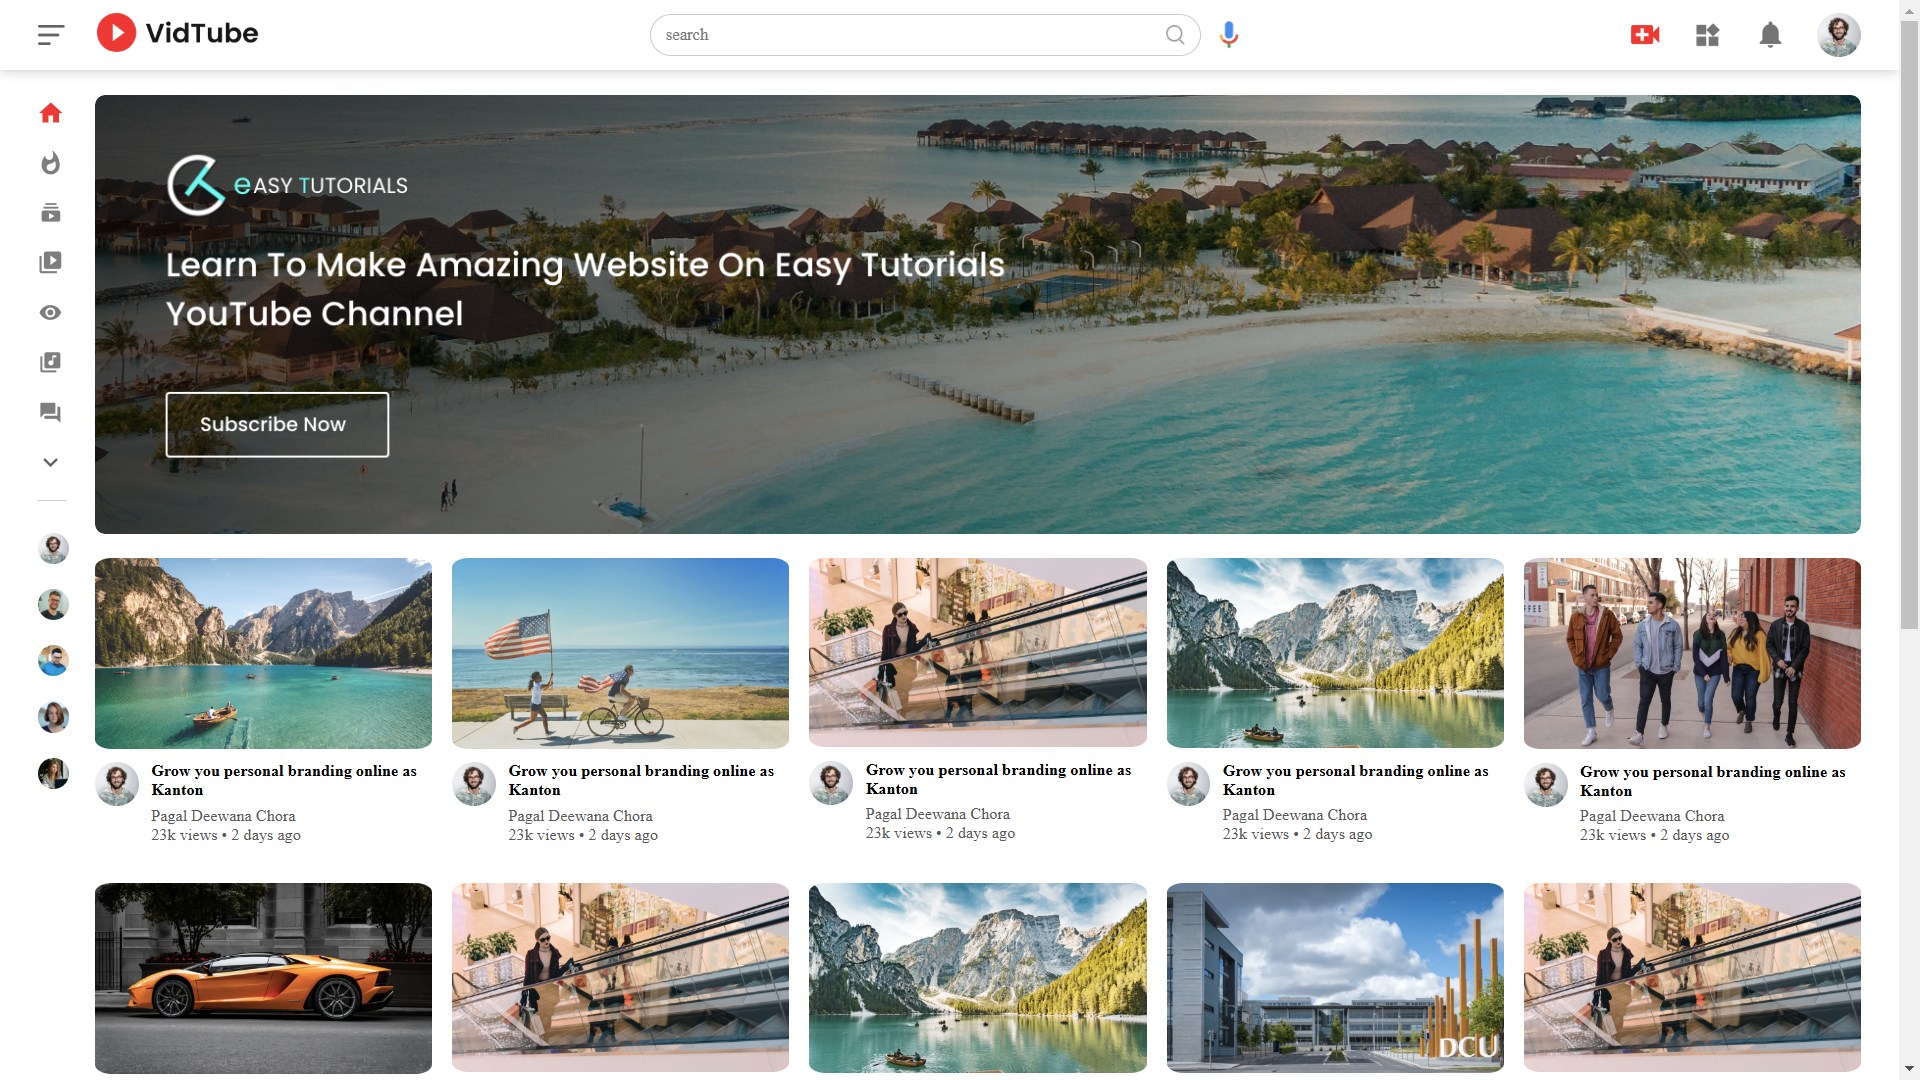 VidTube
search
eASY TUTORIALS
Learn To Make Amazing Website On Easy Tutorials
YouTube Channel
Subscribe Now
FFEE
Grow you personal branding online as
Kanton
Pagal Deewana Chora
23k views • 2 days ago
Grow you personal branding online as
Kanton
Pagal Deewana Chora
23k views • 2 days ago
Grow you personal branding online as
Kanton
Pagal Deewana Chora
23k views • 2 days ago
Grow you personal branding online as
Kanton
Pagal Deewana Chora
23k views • 2 days ago
Grow you personal branding online as
Kanton
Pagal Deewana Chora
23k views • 2 days ago
DCU